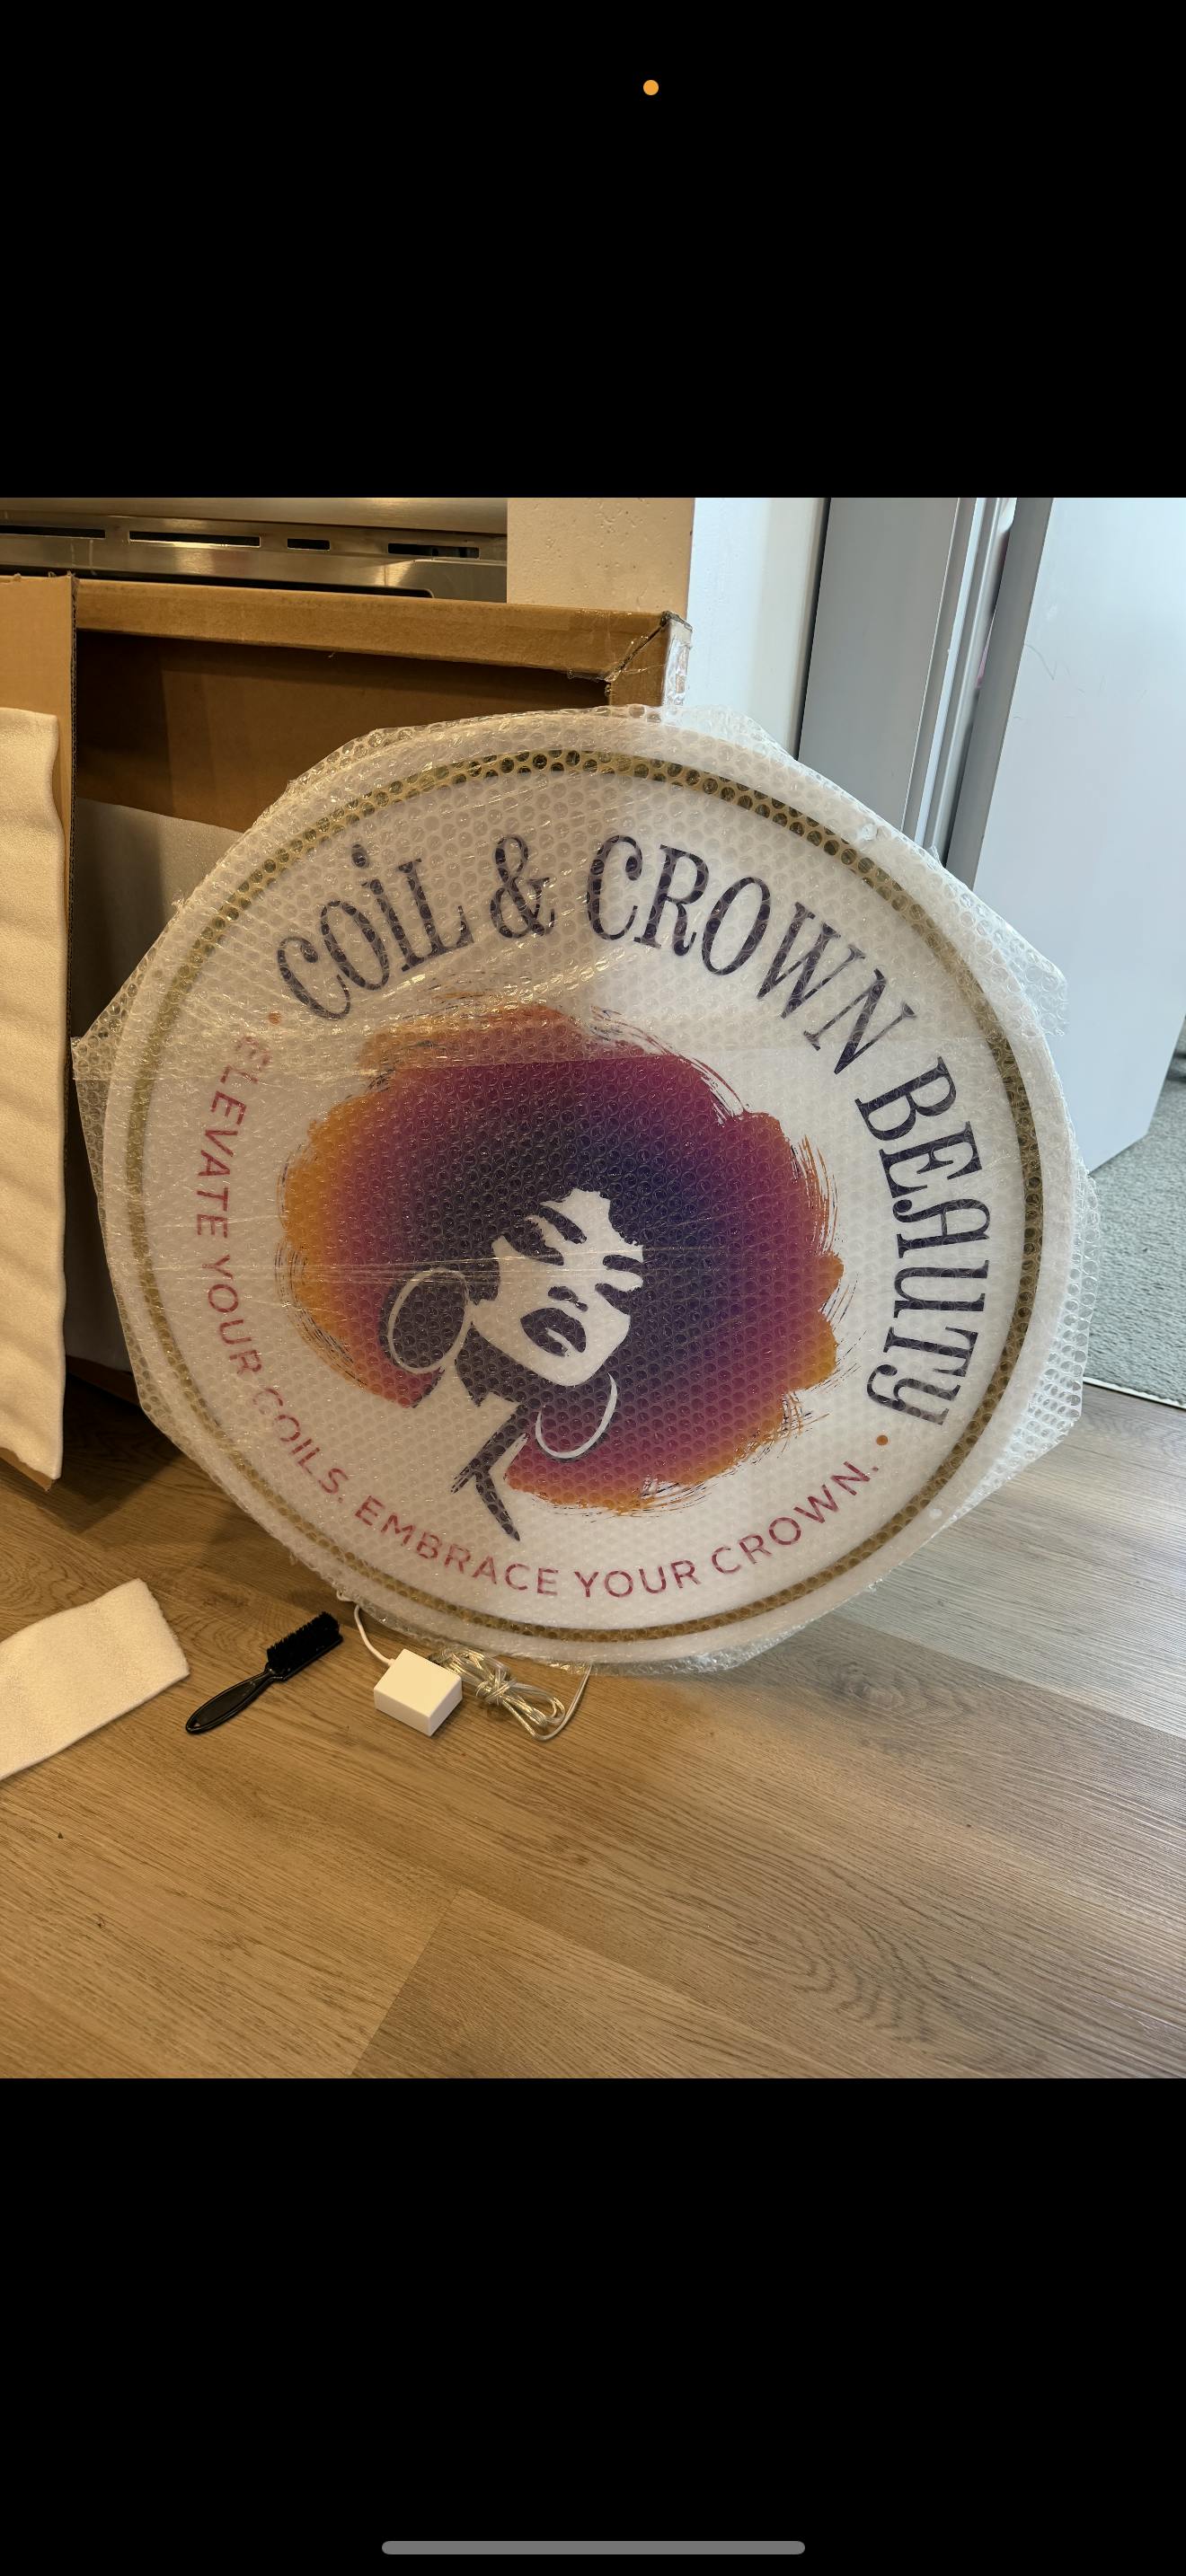 COiL & CROWN BEAUTy
• ELEVATE YOUR COILS. EMBRACE YOUR CROWN. •